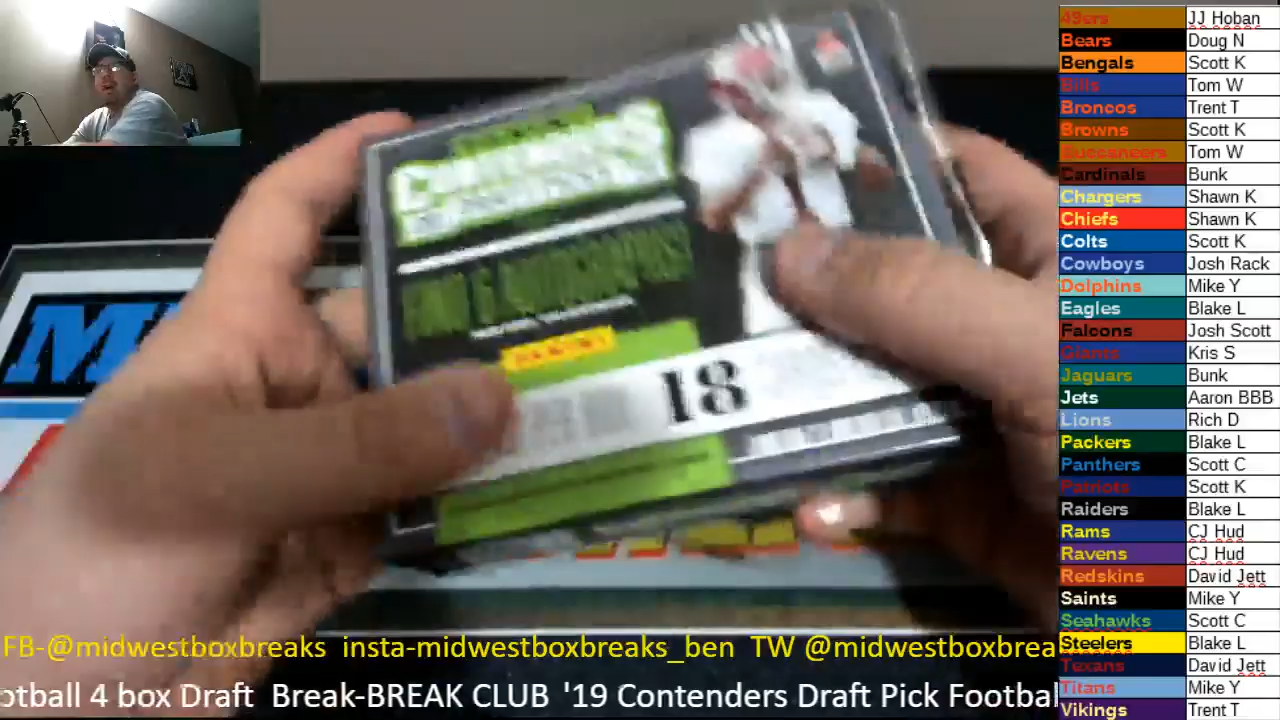 49ers JJ Hoban
Bears Doug N
Bengals Scott K
Bills Tom W
Broncos Trent T
Browns Scott K
Buccaneers Tom W
Cardinals Bunk
Chargers Shawn K
Chiefs Shawn K
Colts Scott K
Cowboys Josh Rack
Dolphins Mike Y
Eagles Blake L
Falcons Josh Scott
Giants Kris S
Jaguars Bunk
Jets Aaron BBB
Lions Rich D
Packers Blake L
Panthers Scott C
Patriots Scott K
Raiders Blake L
Rams CJ Hud
Ravens CJ Hud
Redskins David Jett
Saints Mike Y
Seahawks Scott C
Steelers Blake L
Texans David Jett
Titans Mike Y
Vikings Trent T
PANINI
18
FB-@midwestboxbreaks insta-midwestboxbreaks_ben TW @midwestboxbrea
otball 4 box Draft Break-BREAK CLUB '19 Contenders Draft Pick Footbal